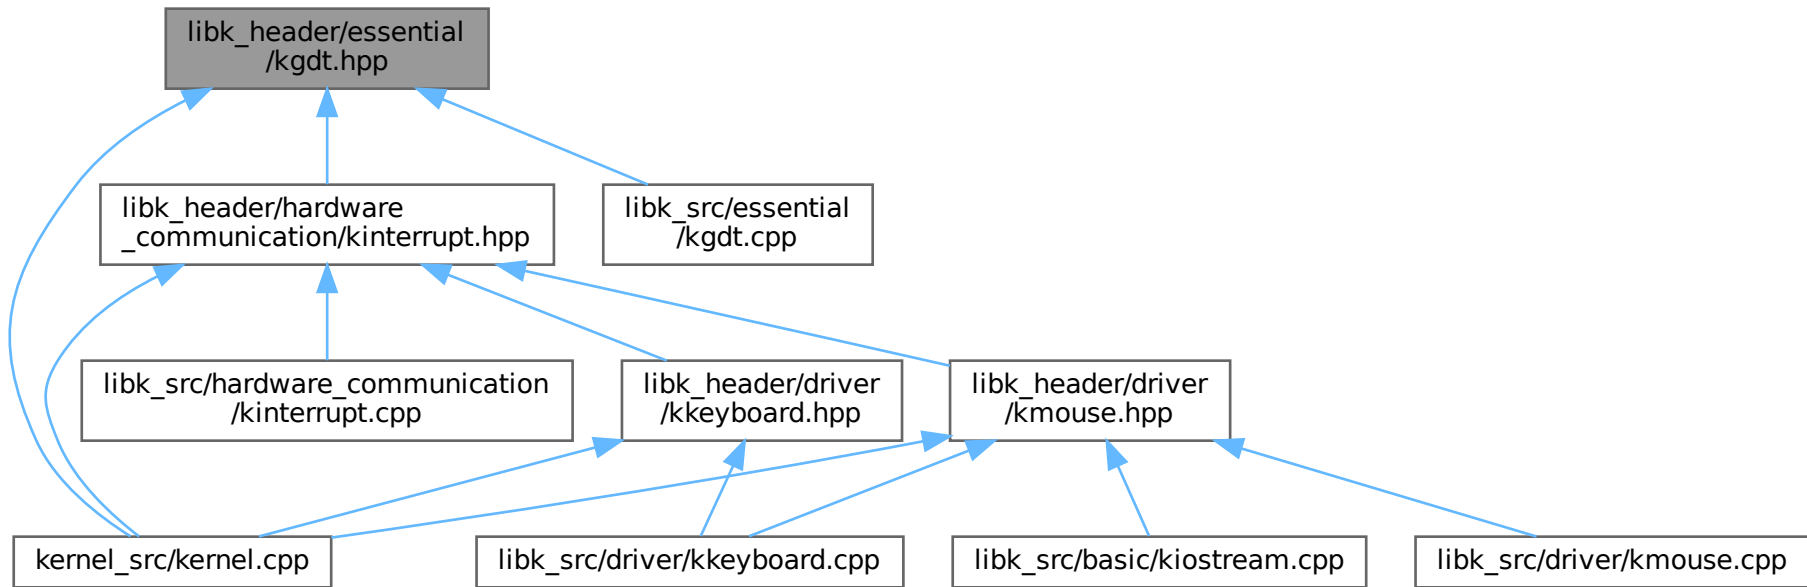 libk_header/essential
/kgdt.hpp
libk_header/hardware
_communication/kinterrupt.hpp
libk_src/essential
/kgdt.cpp
libk_src/hardware_communication
/kinterrupt.cpp
libk_header/driver
/kkeyboard.hpp
libk_header/driver
/kmouse.hpp
kernel_src/kernel.cpp
libk_src/driver/kkeyboard.cpp
libk_src/basic/kiostream.cpp
libk_src/driver/kmouse.cpp